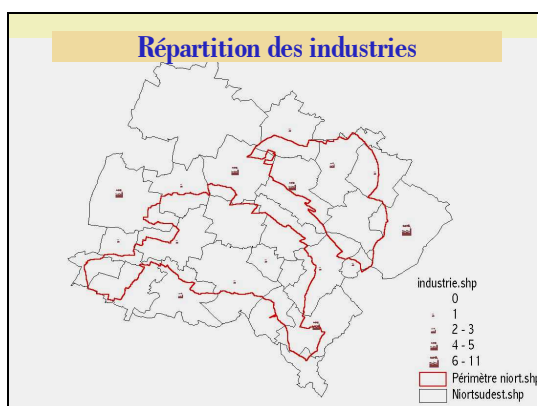 Répartition des industries
industrie.shp
0
1
2 - 3
4 - 5
6 - 11
Périmètre niort.shp
Niortsudest.shp